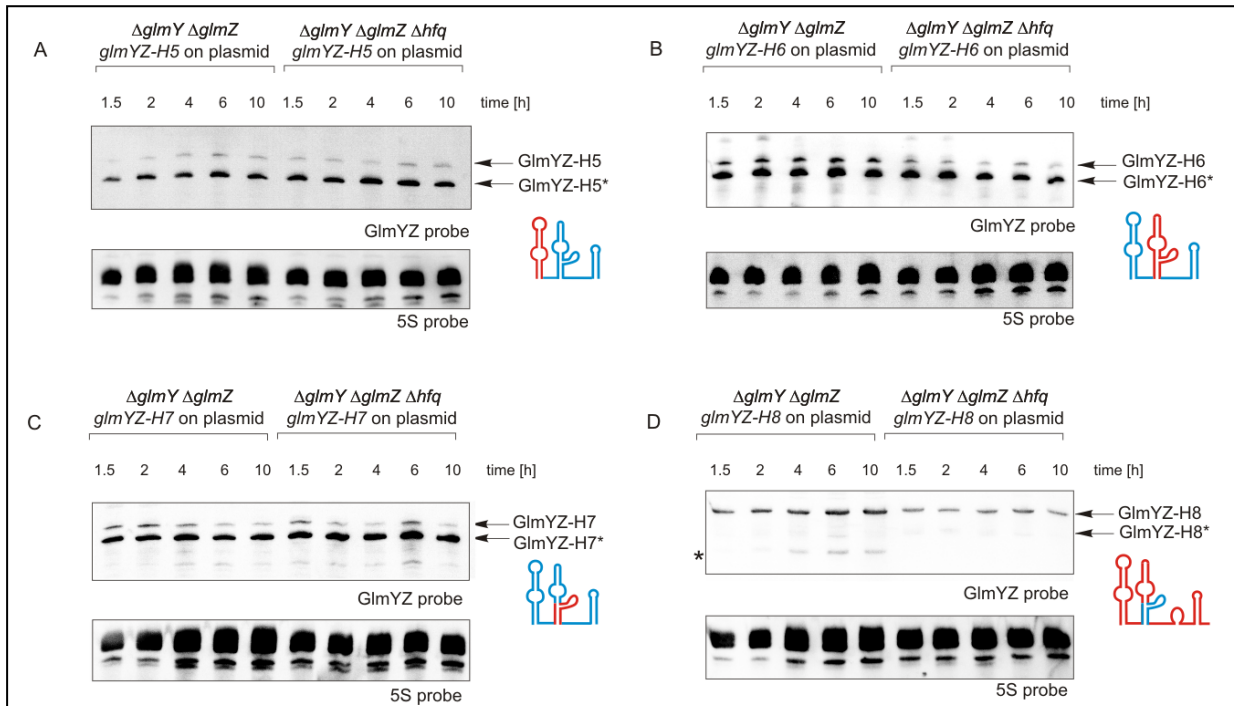 A
ΔglmY ΔglmZ
glmYZ-H5 on plasmid
ΔglmY ΔglmZ Δhfq
glmYZ-H5 on plasmid
1.5 2 4 6 10 1.5 2 4 6 10 time [h]
GlmYZ-H5
GlmYZ-H5*
GlmYZ probe
5S probe
B
ΔglmY ΔglmZ
glmYZ-H6 on plasmid
ΔglmY ΔglmZ Δhfq
glmYZ-H6 on plasmid
1.5 2 4 6 10 1.5 2 4 6 10 time [h]
GlmYZ-H6
GlmYZ-H6*
GlmYZ probe
5S probe
C
ΔglmY ΔglmZ
glmYZ-H7 on plasmid
ΔglmY ΔglmZ Δhfq
glmYZ-H7 on plasmid
1.5 2 4 6 10 1.5 2 4 6 10 time [h]
GlmYZ-H7
GlmYZ-H7*
GlmYZ probe
5S probe
D
ΔglmY ΔglmZ
glmYZ-H8 on plasmid
ΔglmY ΔglmZ Δhfq
glmYZ-H8 on plasmid
1.5 2 4 6 10 1.5 2 4 6 10 time [h]
GlmYZ-H8
GlmYZ-H8*
*
GlmYZ probe
5S probe